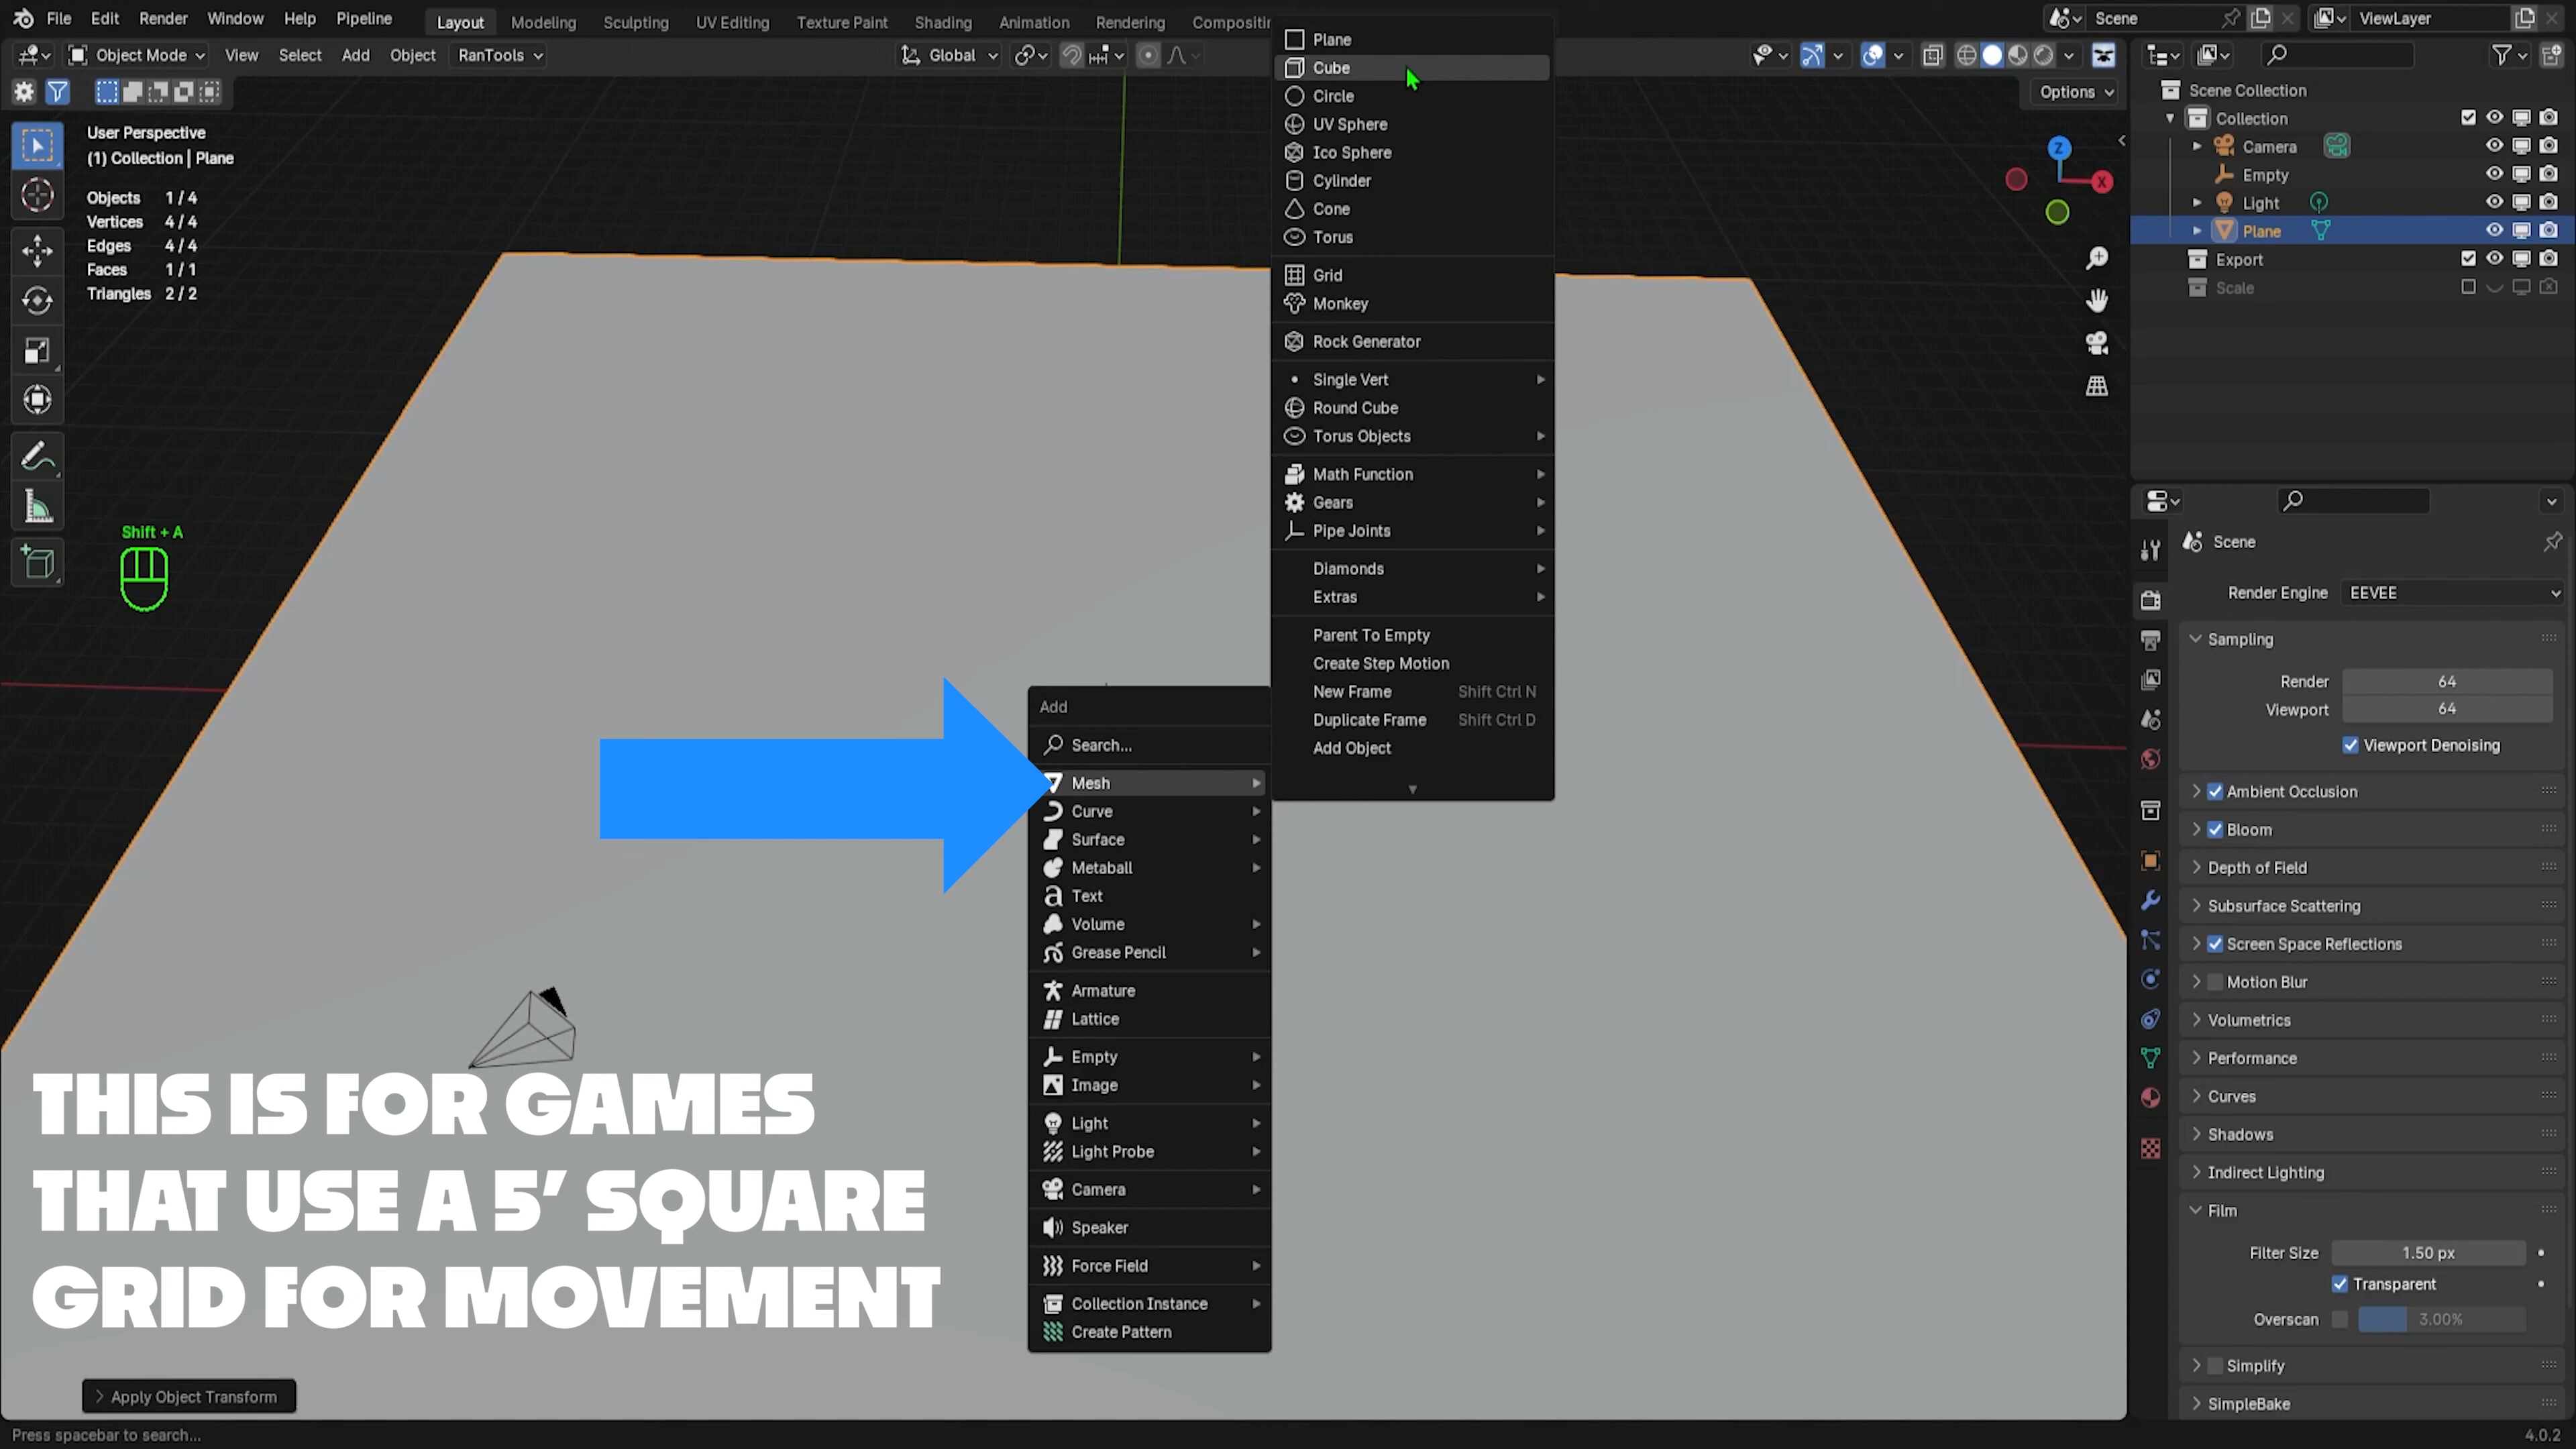 File Edit Render Window Help Pipeline Layout Modeling Sculpting UV Editing Texture Paint Shading Animation Rendering Compositin Scene ViewLayer
Object Mode View Select Add Object RanTools Global
Options
User Perspective
(1) Collection | Plane
Objects 1 / 4
Vertices 4 / 4
Edges 4 / 4
Faces 1 / 1
Triangles 2 / 2
Shift + A
Plane
Cube
Circle
UV Sphere
Ico Sphere
Cylinder
Cone
Torus
Grid
Monkey
Rock Generator
Single Vert
Round Cube
Torus Objects
Math Function
Gears
Pipe Joints
Diamonds
Extras
Parent To Empty
Create Step Motion
New Frame Shift Ctrl N
Duplicate Frame Shift Ctrl D
Add Object
Add
Search...
Mesh
Curve
Surface
Metaball
Text
Volume
Grease Pencil
Armature
Lattice
Empty
Image
Light
Light Probe
Camera
Speaker
Force Field
Collection Instance
Create Pattern
THIS IS FOR GAMES
THAT USE A 5' SQUARE
GRID FOR MOVEMENT
Apply Object Transform
Press spacebar to search...
Z
X
Scene Collection
Collection
Camera
Empty
Light
Plane
Export
Scale
Scene
Render Engine EEVEE
Sampling
Render 64
Viewport 64
Viewport Denoising
Ambient Occlusion
Bloom
Depth of Field
Subsurface Scattering
Screen Space Reflections
Motion Blur
Volumetrics
Performance
Curves
Shadows
Indirect Lighting
Film
Filter Size 1.50 px
Transparent
Overscan 3.00%
Simplify
SimpleBake
4.0.2